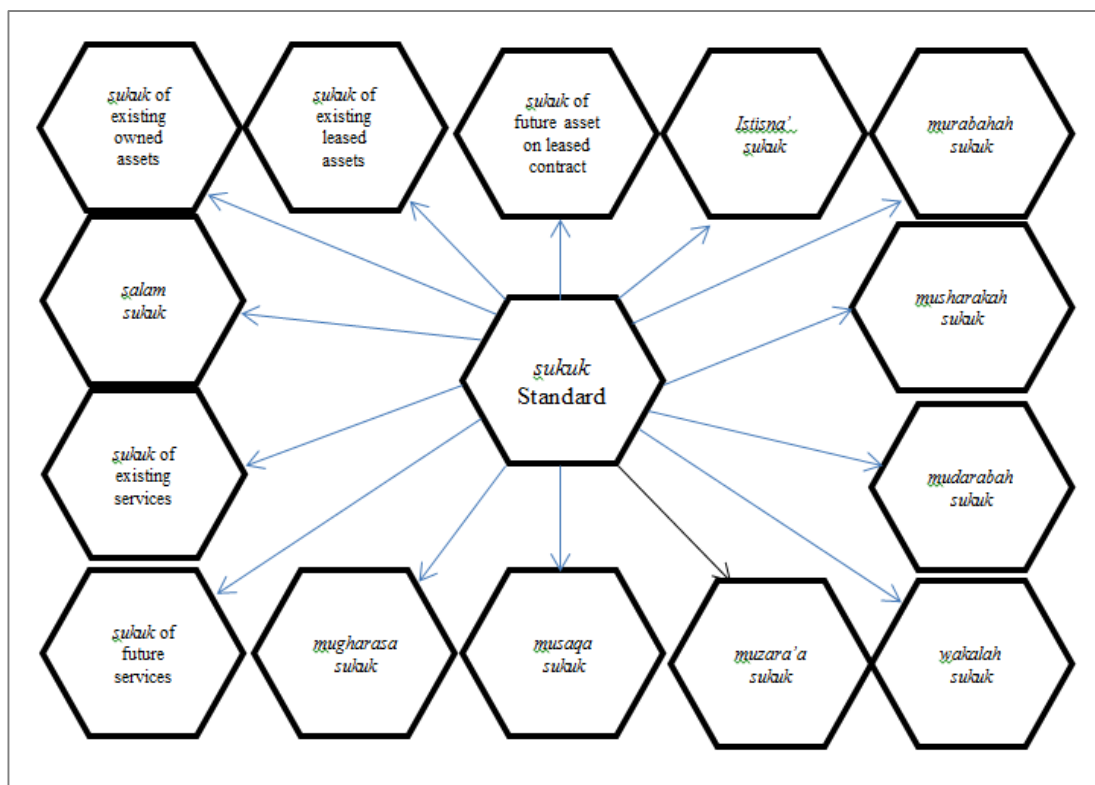 sukuk of
existing
owned
assets
sukuk of
existing
leased
assets
sukuk of
future asset
on leased
contract
Istisna’
sukuk
murabahah
sukuk
salam
sukuk
musharakah
sukuk
sukuk
Standard
sukuk of
existing
services
mudarabah
sukuk
sukuk of
future
services
mugharasa
sukuk
musaqa
sukuk
muzara’a
sukuk
wakalah
sukuk